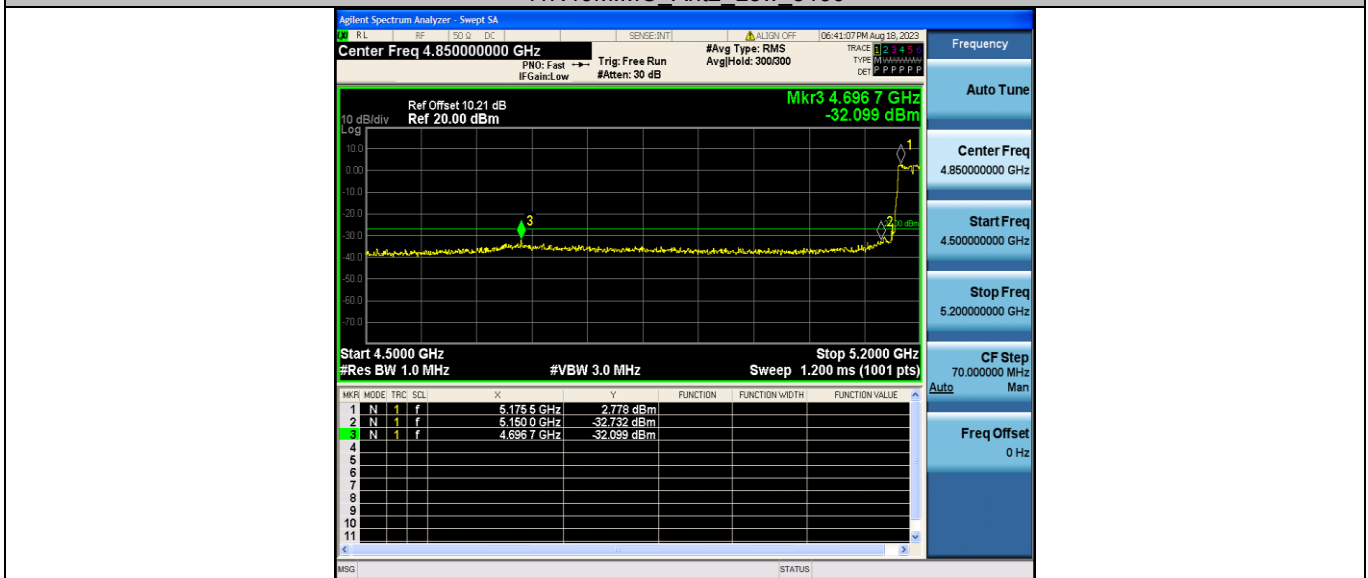 Agilent Spectrum Analyzer - Swept SA
RL RF 50 Ω DC SENSE:INT ALIGN OFF 06:41:07 PM Aug 18, 2023
Center Freq 4.850000000 GHz
PNO: Fast
IFGain:Low
Trig: Free Run
#Atten: 30 dB
#Avg Type: RMS
Avg|Hold: 300/300
TRACE 1 2 3 4 5 6
TYPE M
DET P P P P P P
Frequency
Auto Tune
Center Freq
4.850000000 GHz
Start Freq
4.500000000 GHz
Stop Freq
5.200000000 GHz
CF Step
70.000000 MHz
Auto Man
Freq Offset
0 Hz
Mkr3 4.696 7 GHz
-32.099 dBm
Ref Offset 10.21 dB
10 dB/div Ref 20.00 dBm
Log
10.0
0.00
-10.0
-20.0
-30.0
-40.0
-50.0
-60.0
-70.0
1
2
3
Start 4.5000 GHz Stop 5.2000 GHz
#Res BW 1.0 MHz #VBW 3.0 MHz Sweep 1.200 ms (1001 pts)
MKR MODE TRC SCL X Y FUNCTION FUNCTION WIDTH FUNCTION VALUE
1 N 1 f 5.175 5 GHz 2.778 dBm
2 N 1 f 5.150 0 GHz -32.732 dBm
3 N 1 f 4.696 7 GHz -32.099 dBm
4
5
6
7
8
9
10
11
MSG STATUS